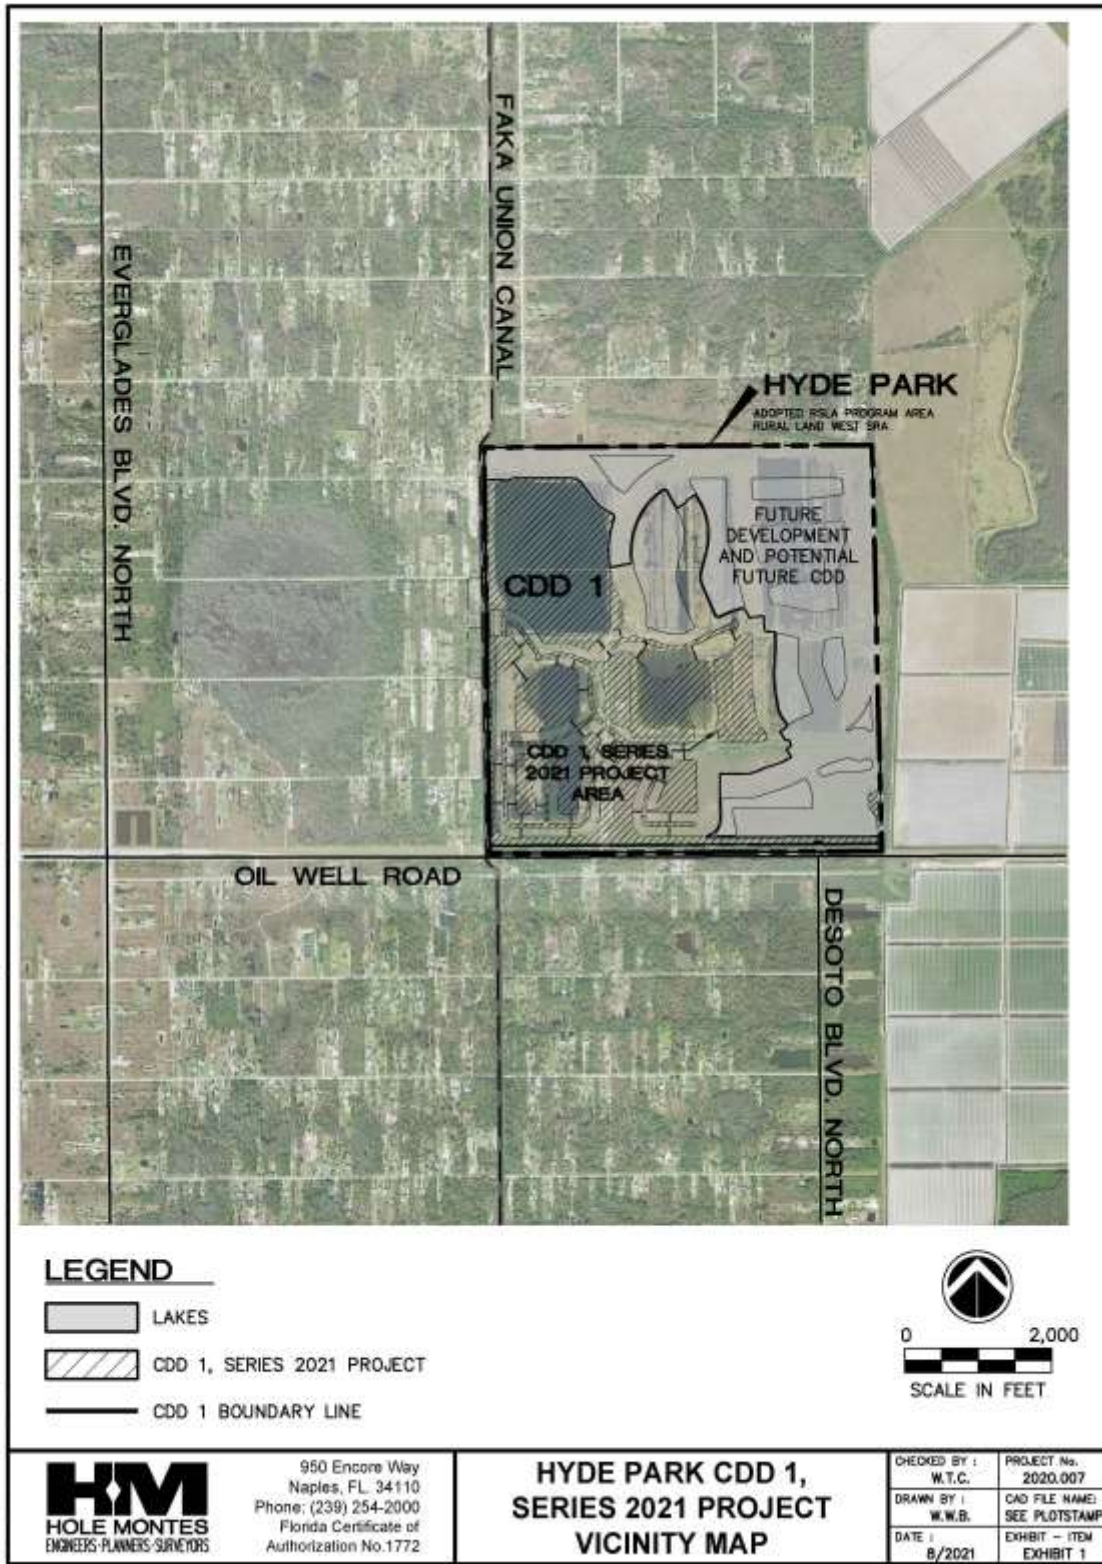 FAKA UNION CANAL
EVERGLADES BLVD. NORTH
HYDE PARK
ADOPTED RSLA PROGRAM AREA
RURAL LAND WEST SRA
FUTURE
DEVELOPMENT
AND POTENTIAL
FUTURE CDD
CDD 1
CDD 1, SERIES
2021 PROJECT
AREA
OIL WELL ROAD
DESOTO BLVD. NORTH
LEGEND
LAKES
CDD 1, SERIES 2021 PROJECT
CDD 1 BOUNDARY LINE
0 2,000
SCALE IN FEET
HM
HOLE MONTES
ENGINEERS·PLANNERS·SURVEYORS
950 Encore Way
Naples, FL. 34110
Phone: (239) 254-2000
Florida Certificate of
Authorization No.1772
HYDE PARK CDD 1,
SERIES 2021 PROJECT
VICINITY MAP
CHECKED BY :
W.T.C.
PROJECT No.
2020.007
DRAWN BY :
W.W.B.
CAD FILE NAME:
SEE PLOTSTAMP
DATE :
8/2021
EXHIBIT - ITEM
EXHIBIT 1